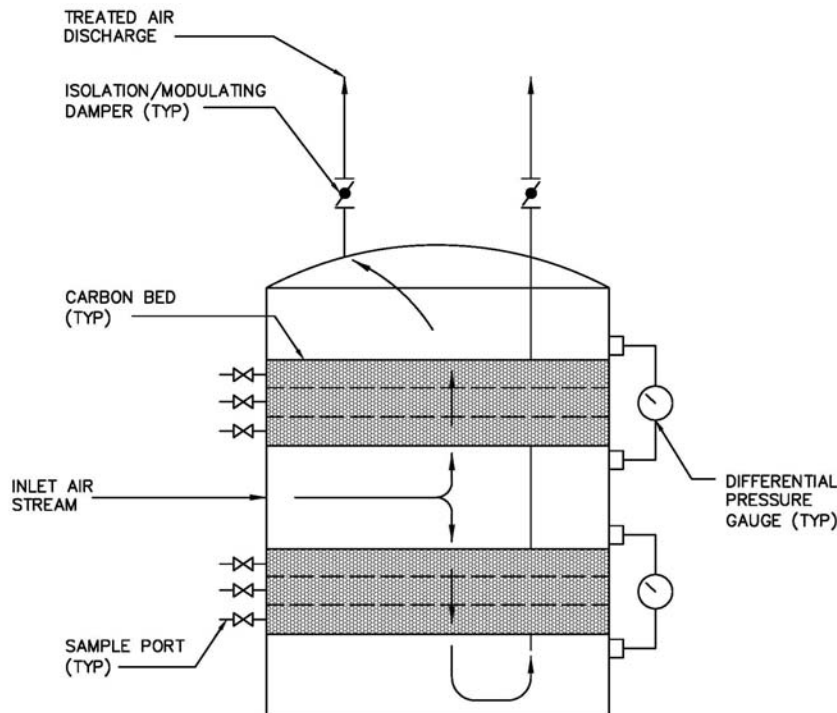 TREATED AIR
DISCHARGE
ISOLATION/MODULATING
DAMPER (TYP)
CARBON BED
(TYP)
INLET AIR
STREAM
DIFFERENTIAL
PRESSURE
GAUGE (TYP)
SAMPLE PORT
(TYP)